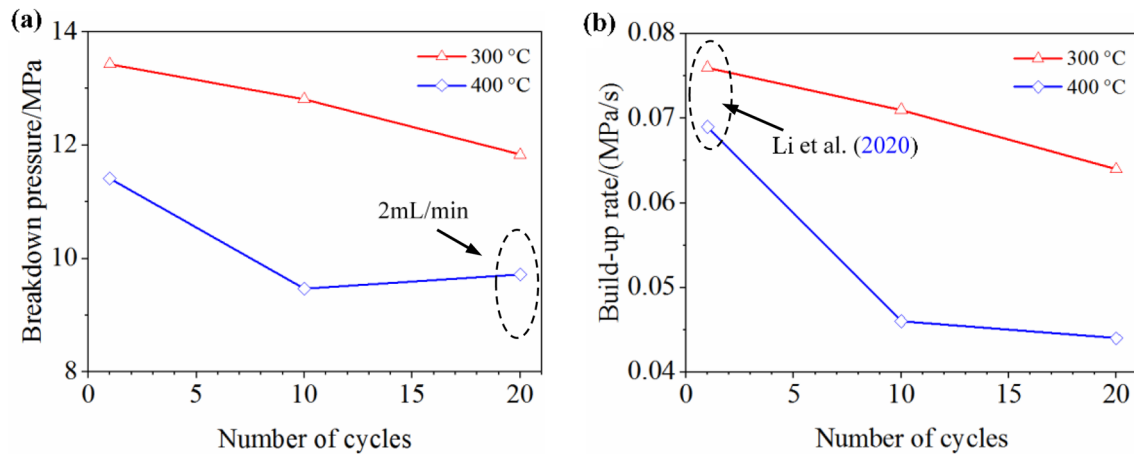 (a)
14
12
10
8
Breakdown pressure/MPa
300 °C
400 °C
2mL/min
0
5
10
15
20
Number of cycles
(b)
0.08
0.07
0.06
0.05
0.04
Build-up rate/(MPa/s)
300 °C
400 °C
Li et al. (2020)
0
5
10
15
20
Number of cycles